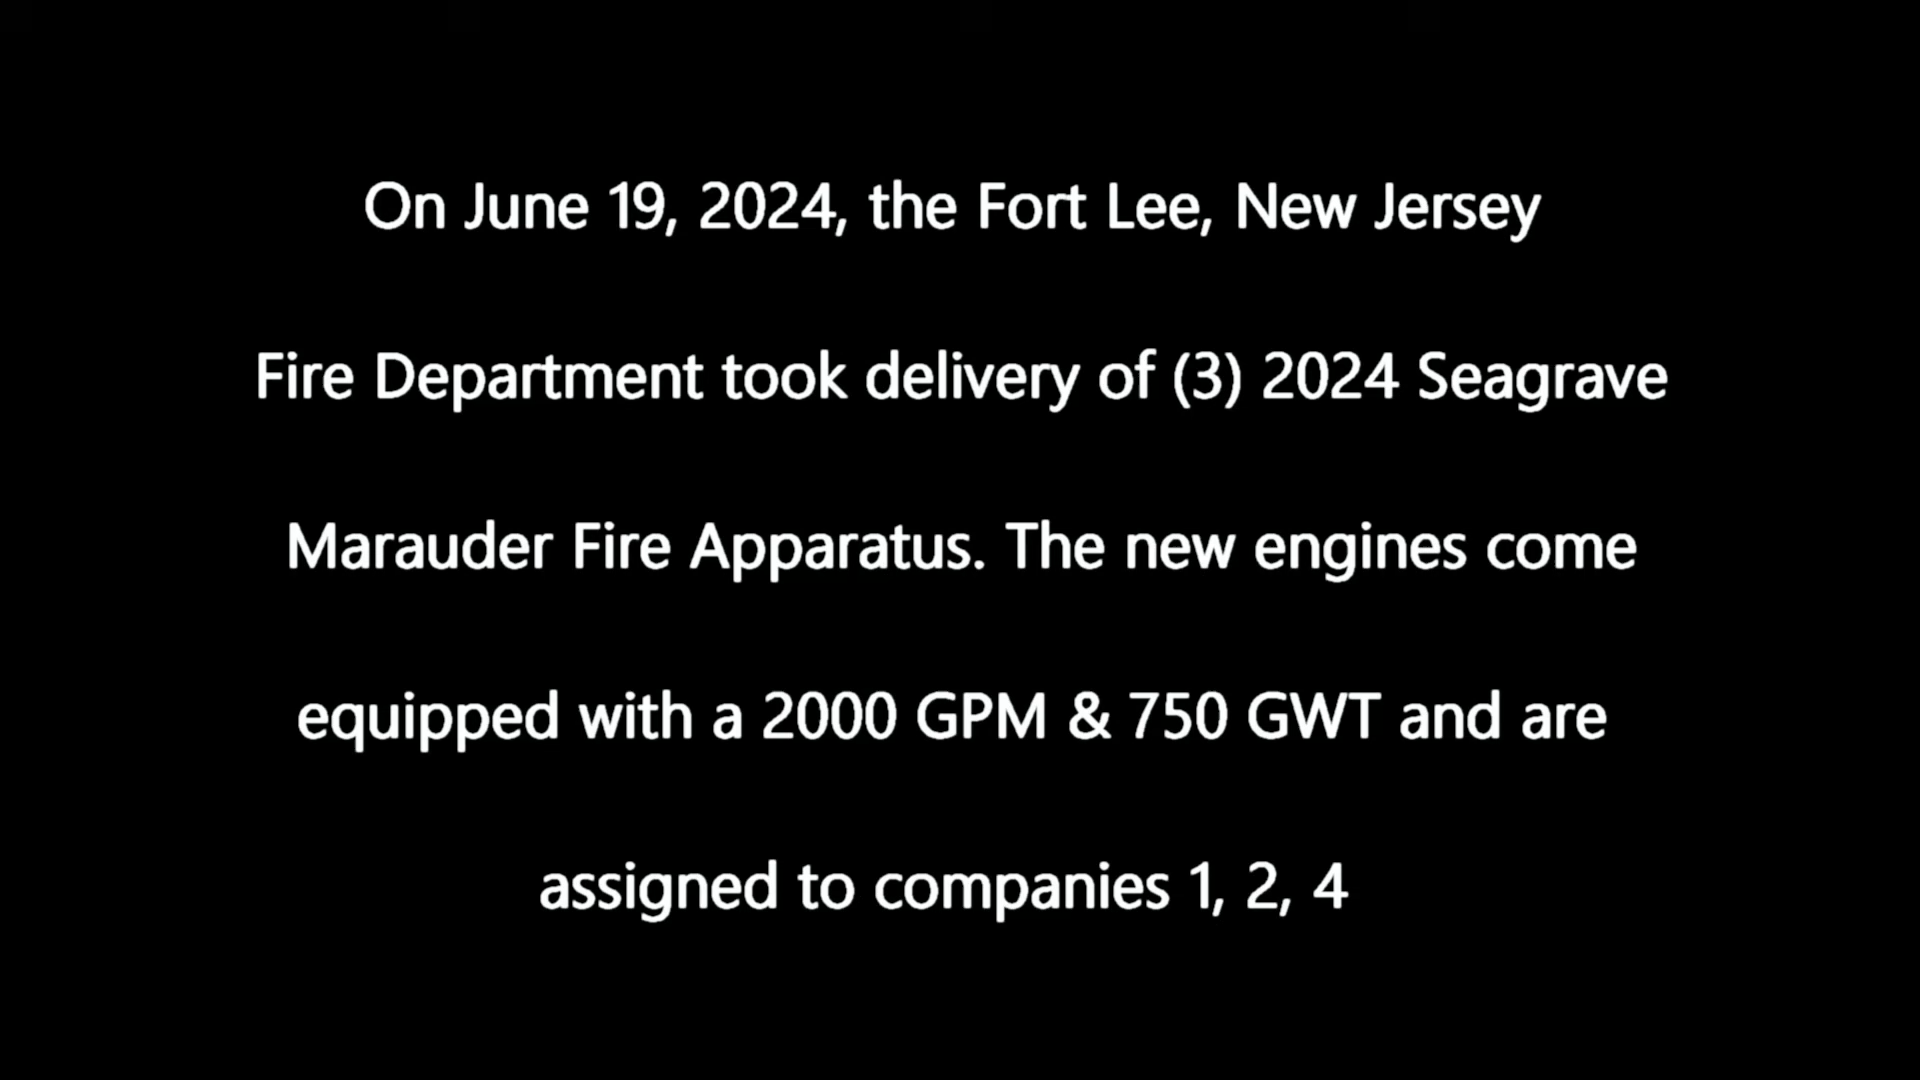 On June 19, 2024, the Fort Lee, New Jersey
Fire Department took delivery of (3) 2024 Seagrave
Marauder Fire Apparatus. The new engines come
equipped with a 2000 GPM & 750 GWT and are
assigned to companies 1, 2, 4